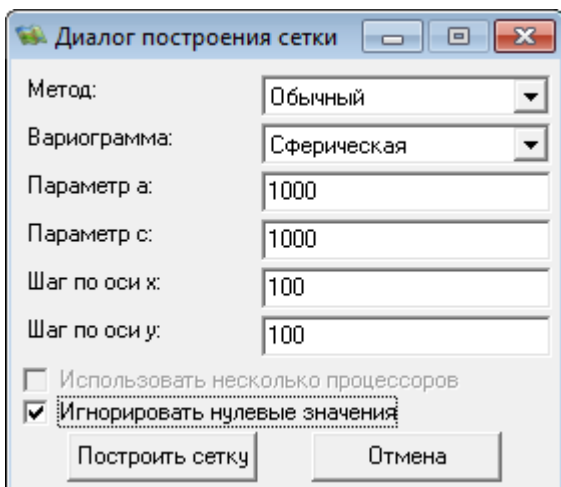 Диалог построения сетки
Метод: Обычный
Вариограмма: Сферическая
Параметр а: 1000
Параметр с: 1000
Шаг по оси x: 100
Шаг по оси y: 100
Использовать несколько процессоров
Игнорировать нулевые значения
Построить сетку Отмена